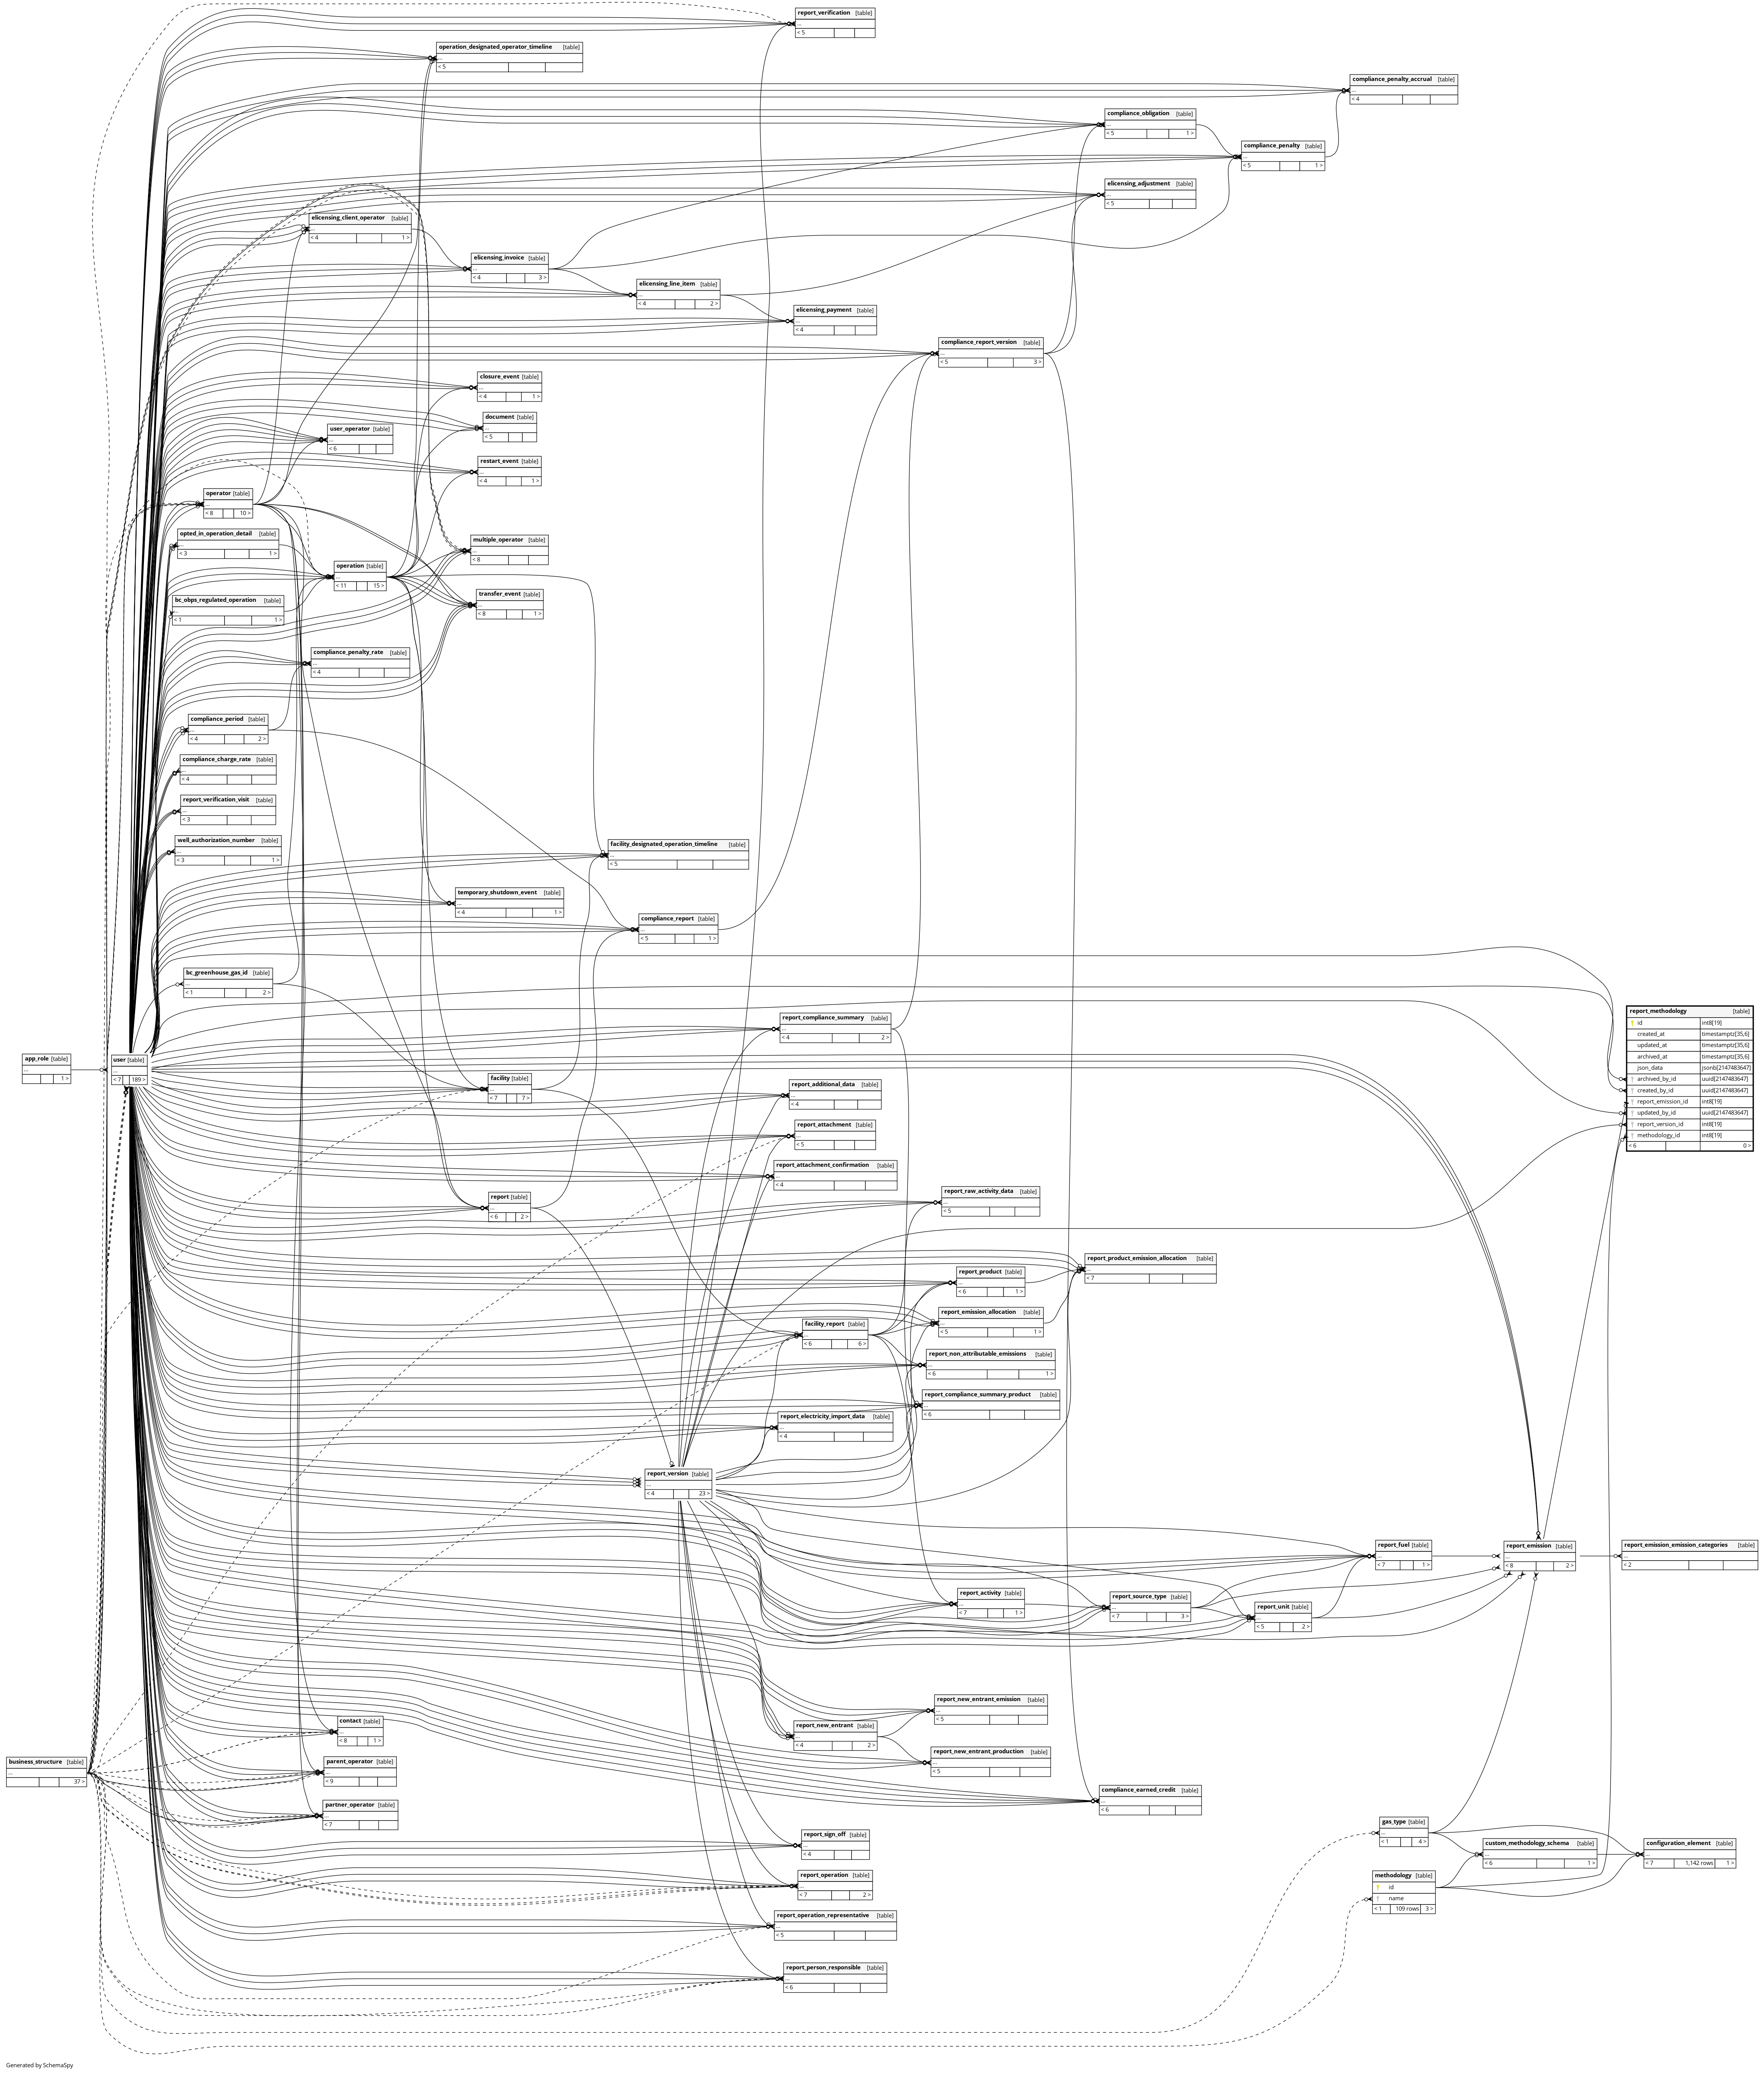 report_verification [table]
...
< 5
operation_designated_operator_timeline [table]
...
< 5
compliance_penalty_accrual [table]
...
< 4
compliance_obligation [table]
...
< 5 1 >
compliance_penalty [table]
...
< 5 1 >
elicensing_adjustment [table]
...
< 5
elicensing_client_operator [table]
...
< 4 1 >
elicensing_invoice [table]
...
< 4 3 >
elicensing_line_item [table]
...
< 4 2 >
elicensing_payment [table]
...
< 4
compliance_report_version [table]
...
< 5 3 >
closure_event [table]
...
< 4 1 >
document [table]
...
< 5
user_operator [table]
...
< 6
restart_event [table]
...
< 4 1 >
operator [table]
...
< 8 10 >
opted_in_operation_detail [table]
...
< 3 1 >
multiple_operator [table]
...
< 8
operation [table]
...
< 11 15 >
transfer_event [table]
...
< 8 1 >
bc_obps_regulated_operation [table]
...
< 1 1 >
compliance_penalty_rate [table]
...
< 4
compliance_period [table]
...
< 4 2 >
compliance_charge_rate [table]
...
< 4
report_verification_visit [table]
...
< 3
well_authorization_number [table]
...
< 3 1 >
facility_designated_operation_timeline [table]
...
< 5
temporary_shutdown_event [table]
...
< 4 1 >
compliance_report [table]
...
< 5 1 >
bc_greenhouse_gas_id [table]
...
< 1 2 >
report_methodology [table]
id int8[19]
created_at timestamptz[35,6]
updated_at timestamptz[35,6]
archived_at timestamptz[35,6]
json_data jsonb[2147483647]
archived_by_id uuid[2147483647]
created_by_id uuid[2147483647]
report_emission_id int8[19]
updated_by_id uuid[2147483647]
report_version_id int8[19]
methodology_id int8[19]
< 6 0 >
report_compliance_summary [table]
...
< 4 2 >
app_role [table]
...
1 >
user [table]
...
< 7 189 >
facility [table]
...
< 7 7 >
report_additional_data [table]
...
< 4
report_attachment [table]
...
< 5
report_attachment_confirmation [table]
...
< 4
report [table]
...
< 6 2 >
report_raw_activity_data [table]
...
< 5
report_product_emission_allocation [table]
...
< 7
report_product [table]
...
< 6 1 >
report_emission_allocation [table]
...
< 5 1 >
facility_report [table]
...
< 6 6 >
report_non_attributable_emissions [table]
...
< 6 1 >
report_compliance_summary_product [table]
...
< 6
report_electricity_import_data [table]
...
< 4
report_version [table]
...
< 4 23 >
report_fuel [table]
...
< 7 1 >
report_emission [table]
...
< 8 2 >
report_emission_emission_categories [table]
...
< 2
report_activity [table]
...
< 7 1 >
report_source_type [table]
...
< 7 3 >
report_unit [table]
...
< 5 2 >
report_new_entrant_emission [table]
...
< 5
contact [table]
...
< 8 1 >
report_new_entrant [table]
...
< 4 2 >
report_new_entrant_production [table]
...
< 5
business_structure [table]
...
37 >
parent_operator [table]
...
< 9
compliance_earned_credit [table]
...
< 6
partner_operator [table]
...
< 7
gas_type [table]
...
< 1 4 >
report_sign_off [table]
...
< 4
custom_methodology_schema [table]
...
< 6 1 >
configuration_element [table]
...
< 7 1,142 rows 1 >
report_operation [table]
...
< 7 2 >
methodology [table]
id
name
< 1 109 rows 3 >
report_operation_representative [table]
...
< 5
report_person_responsible [table]
...
< 6
Generated by SchemaSpy